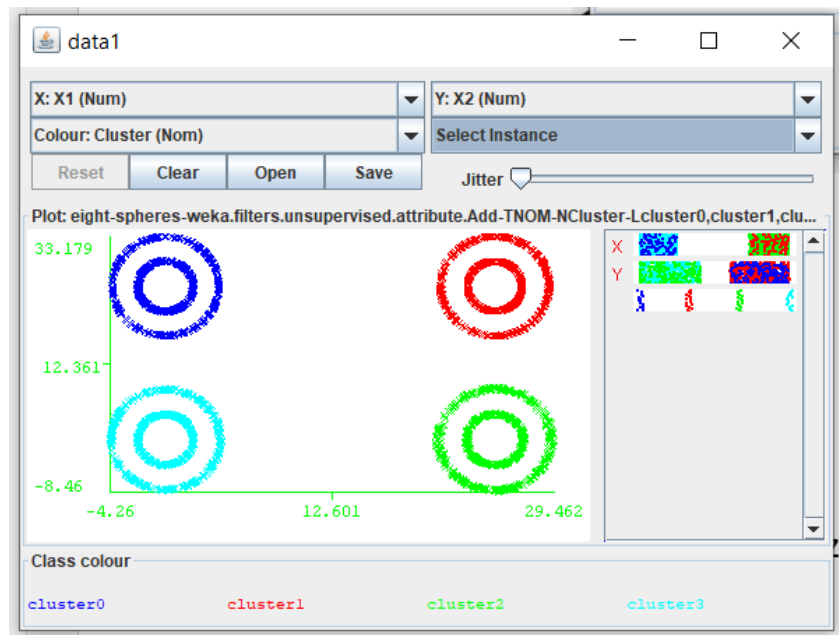 data1
X: X1 (Num) Y: X2 (Num)
Colour: Cluster (Nom) Select Instance
Reset Clear Open Save Jitter
Plot: eight-spheres-weka.filters.unsupervised.attribute.Add-TNOM-NCluster-Lcluster0,cluster1,clu...
33.179
12.361
-8.46
-4.26 12.601 29.462
X
Y
Class colour
cluster0 cluster1 cluster2 cluster3